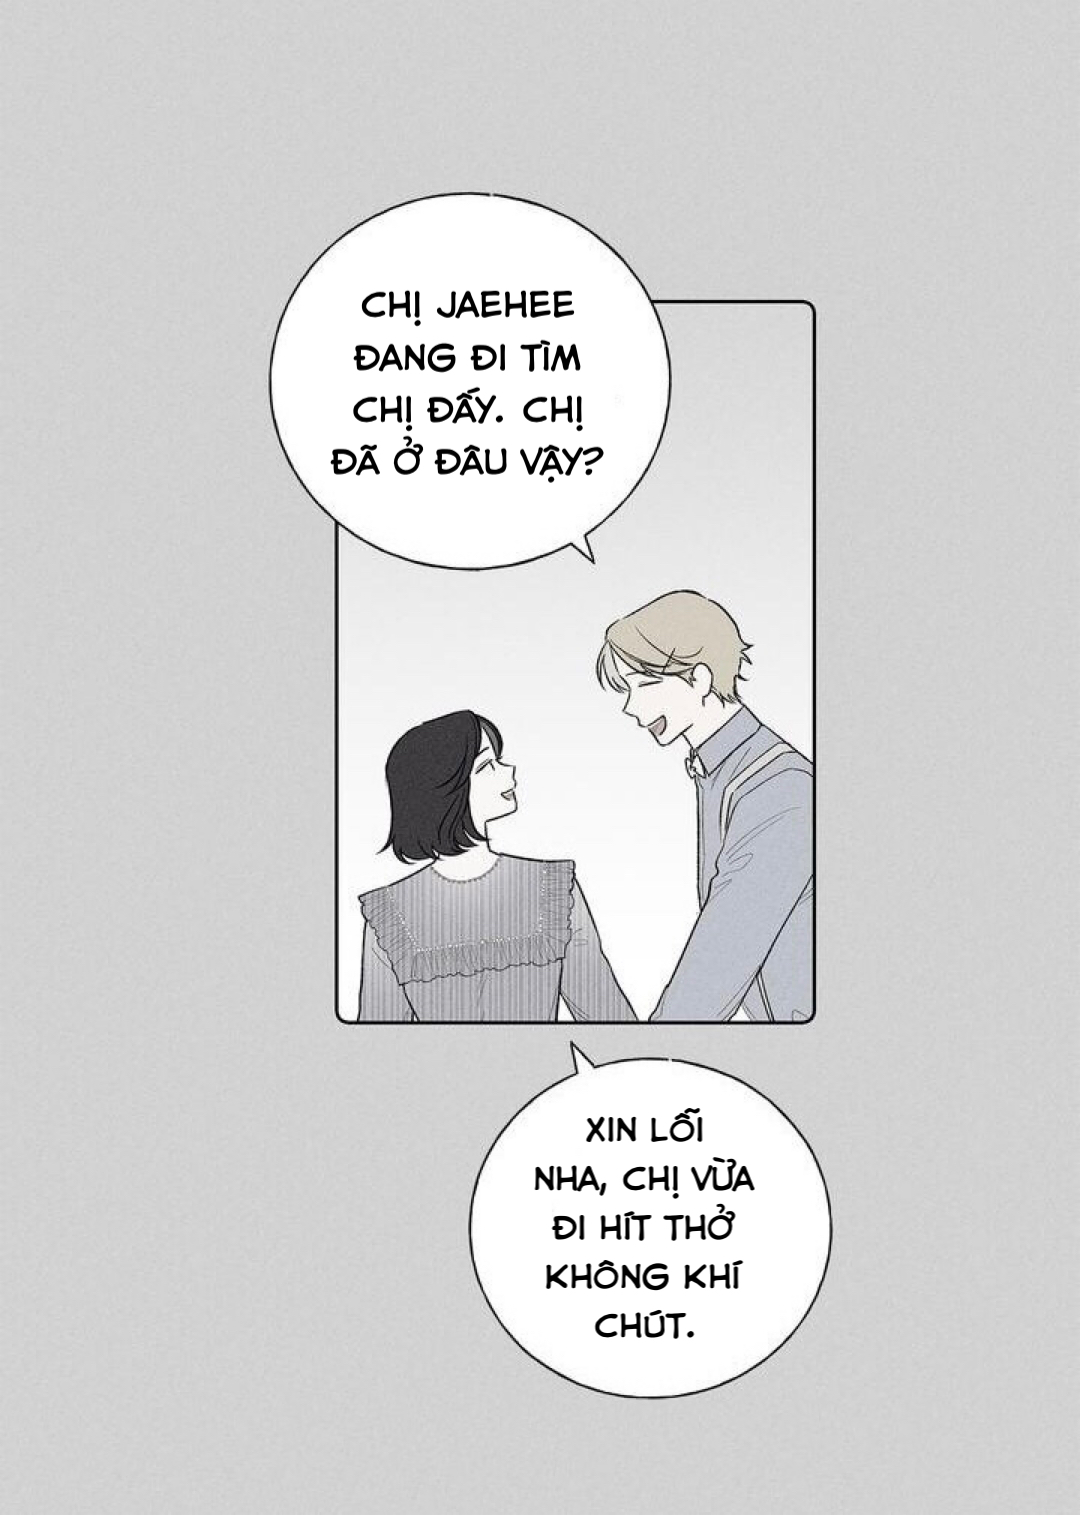 CHỊ JAEHEE
ĐANG ĐI TÌM
CHỊ ĐẤY. CHỊ
ĐÃ Ở ĐÂU VẬY?
XIN LỖI
NHA, CHỊ VỪA
ĐI HÍT THỞ
KHÔNG KHÍ
CHÚT.